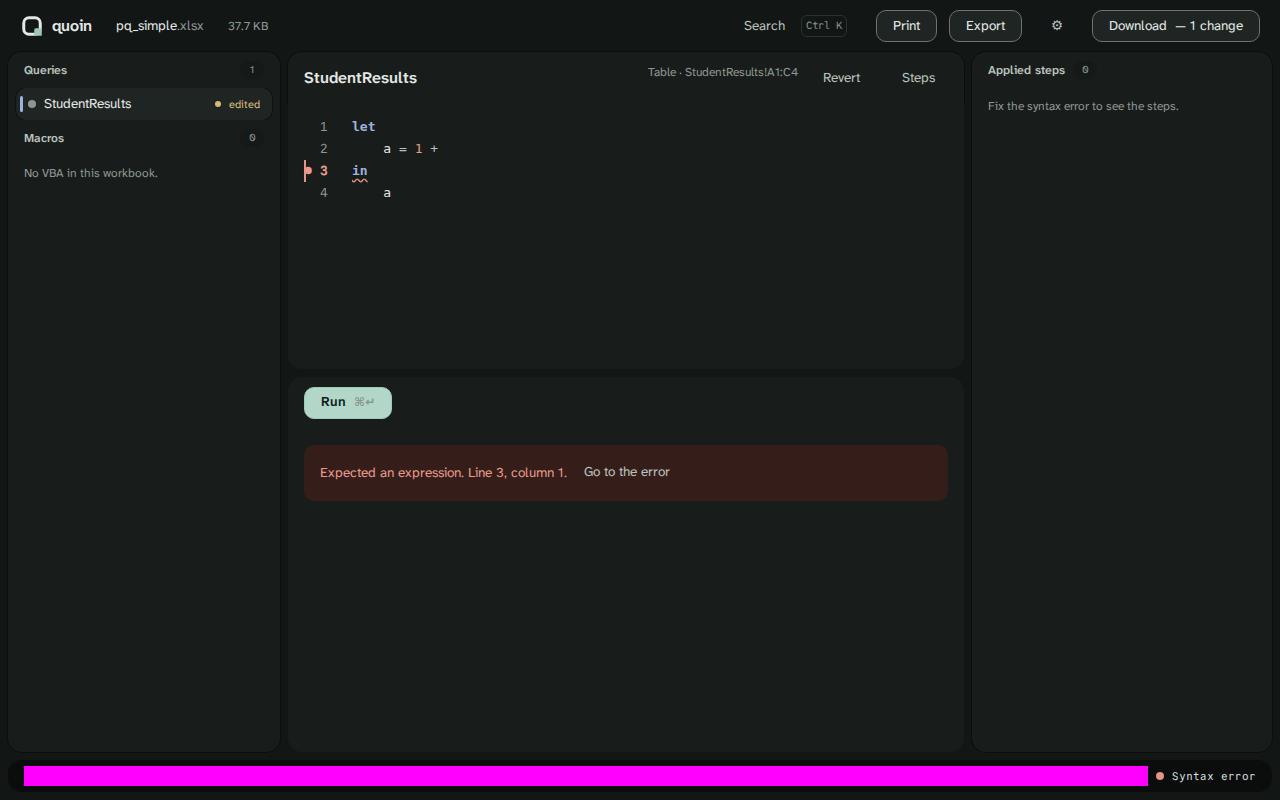 quoin pq_simple.xlsx 37.7 KB Search Ctrl K Print Export ⚙ Download — 1 change
Queries 1
StudentResults edited
Macros 0
No VBA in this workbook.
StudentResults Table · StudentResults!A1:C4 Revert Steps
1 let
2 a = 1 +
3 in
4 a
Run ⌘↵
Expected an expression. Line 3, column 1. Go to the error
Applied steps 0
Fix the syntax error to see the steps.
Syntax error